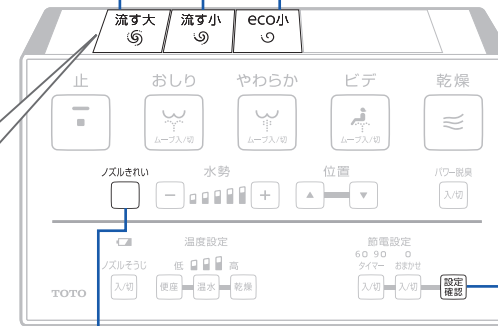 流す大 流す小 eco小
止 おしり やわらか ビデ 乾燥
ムーブ入/切 ムーブ入/切 ムーブ入/切
ノズルきれい 水勢 位置 パワー脱臭
− + 入/切
温度設定 節電設定
60 90 0
ノズルそうじ 低 高 タイマー おまかせ
入/切 便座 温水 乾燥 入/切 入/切 設定確認
TOTO